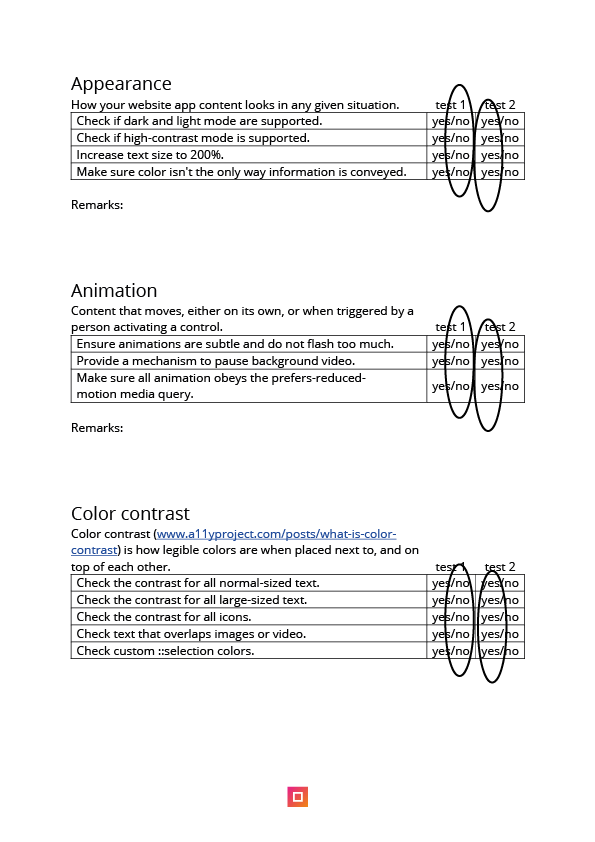 Appearance
How your website app content looks in any given situation. test 1 test 2
Check if dark and light mode are supported. yes/no yes/no
Check if high-contrast mode is supported. yes/no yes/no
Increase text size to 200%. yes/no yes/no
Make sure color isn't the only way information is conveyed. yes/no yes/no
Remarks:
Animation
Content that moves, either on its own, or when triggered by a
person activating a control. test 1 test 2
Ensure animations are subtle and do not flash too much. yes/no yes/no
Provide a mechanism to pause background video. yes/no yes/no
Make sure all animation obeys the prefers-reduced-
motion media query. yes/no yes/no
Remarks:
Color contrast
Color contrast (www.a11yproject.com/posts/what-is-color-
contrast) is how legible colors are when placed next to, and on
top of each other. test 1 test 2
Check the contrast for all normal-sized text. yes/no yes/no
Check the contrast for all large-sized text. yes/no yes/no
Check the contrast for all icons. yes/no yes/no
Check text that overlaps images or video. yes/no yes/no
Check custom ::selection colors. yes/no yes/no